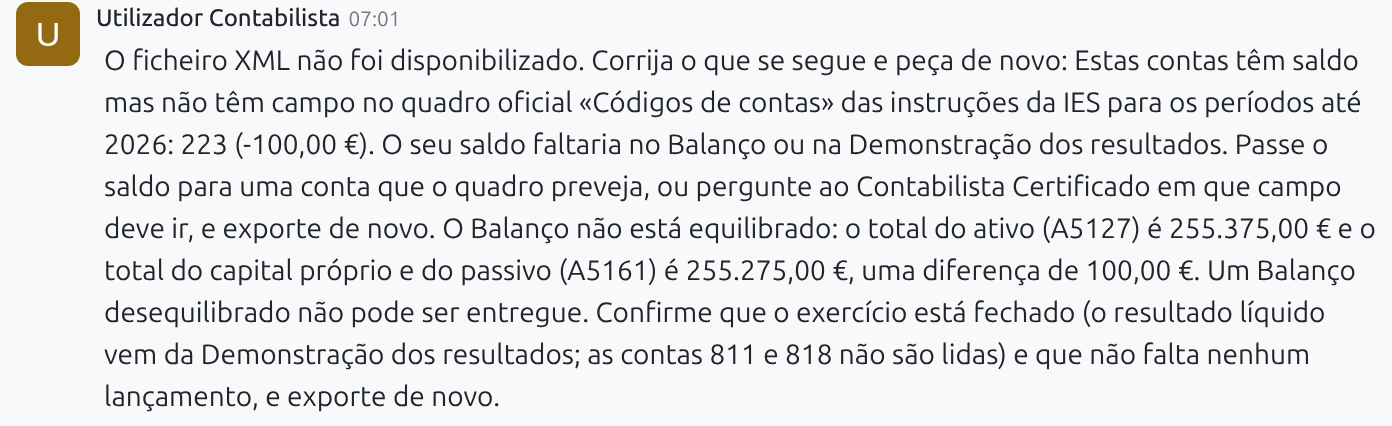 U
Utilizador Contabilista 07:01
O ficheiro XML não foi disponibilizado. Corrija o que se segue e peça de novo: Estas contas têm saldo
mas não têm campo no quadro oficial «Códigos de contas» das instruções da IES para os períodos até
2026: 223 (-100,00 €). O seu saldo faltaria no Balanço ou na Demonstração dos resultados. Passe o
saldo para uma conta que o quadro preveja, ou pergunte ao Contabilista Certificado em que campo
deve ir, e exporte de novo. O Balanço não está equilibrado: o total do ativo (A5127) é 255.375,00 € e o
total do capital próprio e do passivo (A5161) é 255.275,00 €, uma diferença de 100,00 €. Um Balanço
desequilibrado não pode ser entregue. Confirme que o exercício está fechado (o resultado líquido
vem da Demonstração dos resultados; as contas 811 e 818 não são lidas) e que não falta nenhum
lançamento, e exporte de novo.